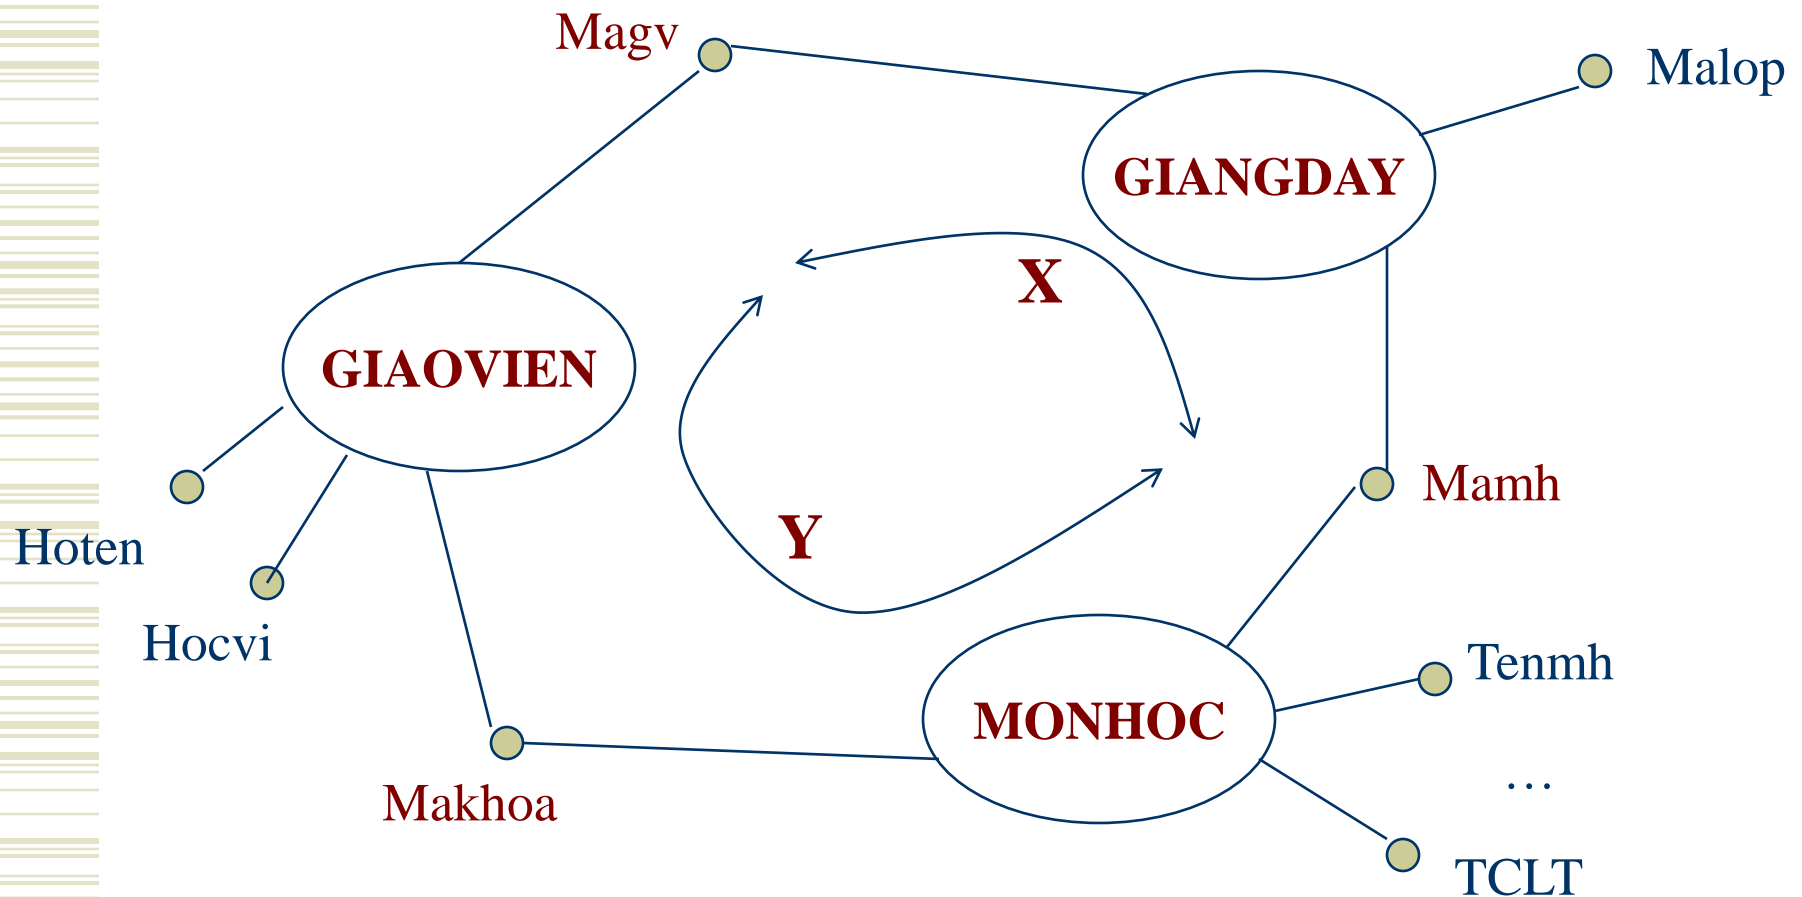 Magv
Malop
GIANGDAY
X
GIAOVIEN
Mamh
Hoten
Y
Hocvi
Tenmh
MONHOC
…
Makhoa
TCLT